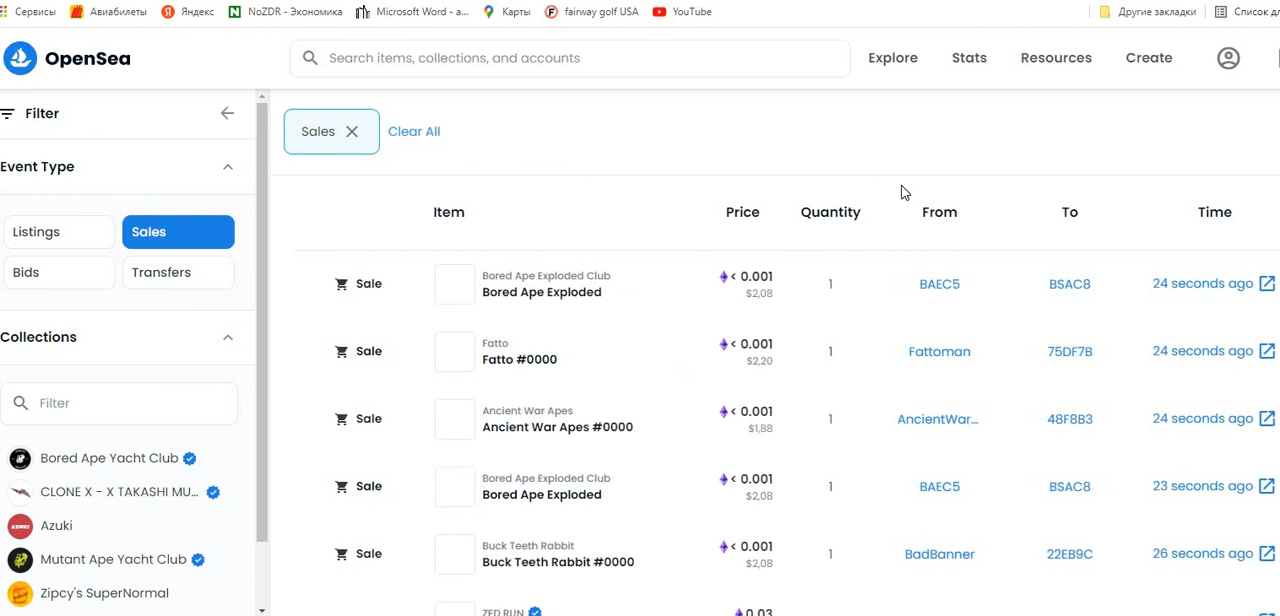 Сервисы Авиабилеты Яндекс NoZDR - Экономика Microsoft Word - a... Карты fairway golf USA YouTube Другие закладки
OpenSea Search items, collections, and accounts Explore Stats Resources Create
Filter
Sales Clear All
Event Type
Item Price Quantity From To Time
Listings Sales
Bids Transfers
Collections
Filter
Bored Ape Yacht Club
CLONE X - X TAKASHI MU...
Azuki
Mutant Ape Yacht Club
Zipcy's SuperNormal
Sale Bored Ape Exploded Club < 0.001 1 BAEC5 BSAC8 24 seconds ago
Bored Ape Exploded $2,08
Sale Fatto < 0.001 1 Fattoman 75DF7B 24 seconds ago
Fatto #0000 $2,20
Sale Ancient War Apes < 0.001 1 AncientWar... 48F8B3 24 seconds ago
Ancient War Apes #0000 $1,88
Sale Bored Ape Exploded Club < 0.001 1 BAEC5 BSAC8 23 seconds ago
Bored Ape Exploded $2,08
Sale Buck Teeth Rabbit < 0.001 1 BadBanner 22EB9C 26 seconds ago
Buck Teeth Rabbit #0000 $2,08
ZED RUN 0.03